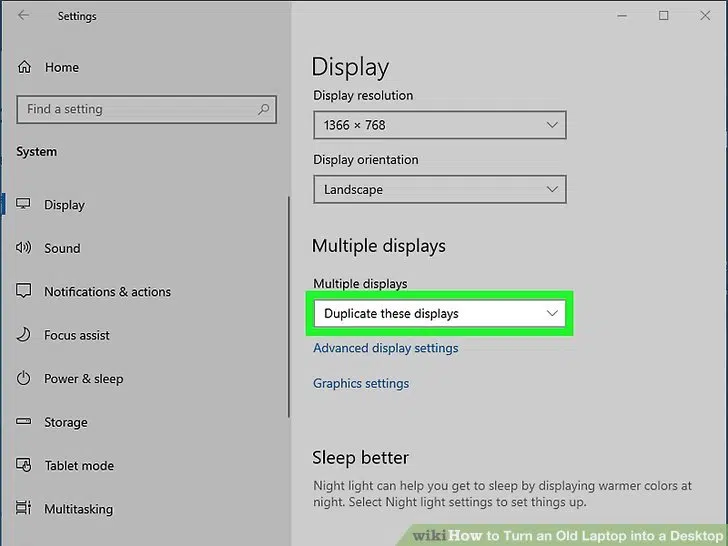 Settings
Home
Find a setting
System
Display
Sound
Notifications & actions
Focus assist
Power & sleep
Storage
Tablet mode
Multitasking
Display
Display resolution
1366 × 768
Display orientation
Landscape
Multiple displays
Multiple displays
Duplicate these displays
Advanced display settings
Graphics settings
Sleep better
Night light can help you get to sleep by displaying warmer colors at
night. Select Night light settings to set things up.
wikiHow to Turn an Old Laptop into a Desktop